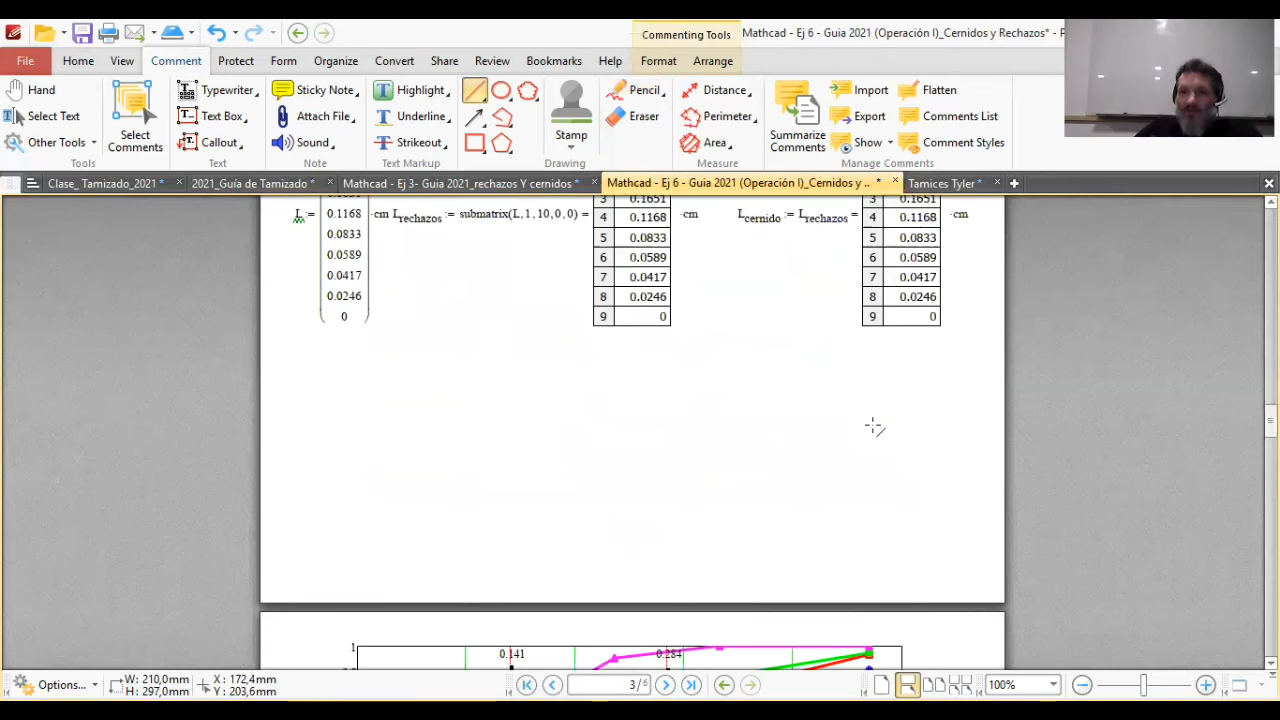 Commenting Tools
Mathcad - Ej 6 - Guia 2021 (Operación I)_Cernidos y Rechazos* - P
File Home View Comment Protect Form Organize Convert Share Review Bookmarks Help Format Arrange
Hand
Select Text
Other Tools
Tools
Select
Comments
Typewriter
Text Box
Callout
Text
Sticky Note
Attach File
Sound
Note
Highlight
Underline
Strikeout
Text Markup
Stamp
Pencil
Eraser
Drawing
Distance
Perimeter
Area
Measure
Summarize
Comments
Import
Export
Show
Flatten
Comments List
Comments Styles
Manage Comments
Clase_ Tamizado_2021 *
2021_Guía de Tamizado *
Mathcad - Ej 3- Guia 2021_rechazos Y cernidos *
Mathcad - Ej 6 - Guia 2021 (Operación I)_Cernidos y .. *
Tamices Tyler *
L :=
0.1168
0.0833
0.0589
0.0417
0.0246
0
· cm L rechazos := submatrix(L, 1, 10, 0, 0) =
3 0.1651
4 0.1168
5 0.0833
6 0.0589
7 0.0417
8 0.0246
9 0
· cm
L cernido := L rechazos =
3 0.1651
4 0.1168
5 0.0833
6 0.0589
7 0.0417
8 0.0246
9 0
· cm
1
0.141
0.284
Options...
W: 210,0mm
H: 297,0mm
X: 172,4mm
Y: 203,6mm
3 / 6
100%